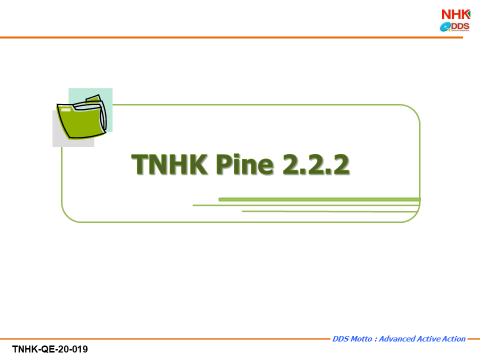 NHK
DDS
TNHK Pine 2.2.2
DDS Motto : Advanced Active Action
TNHK-QE-20-019